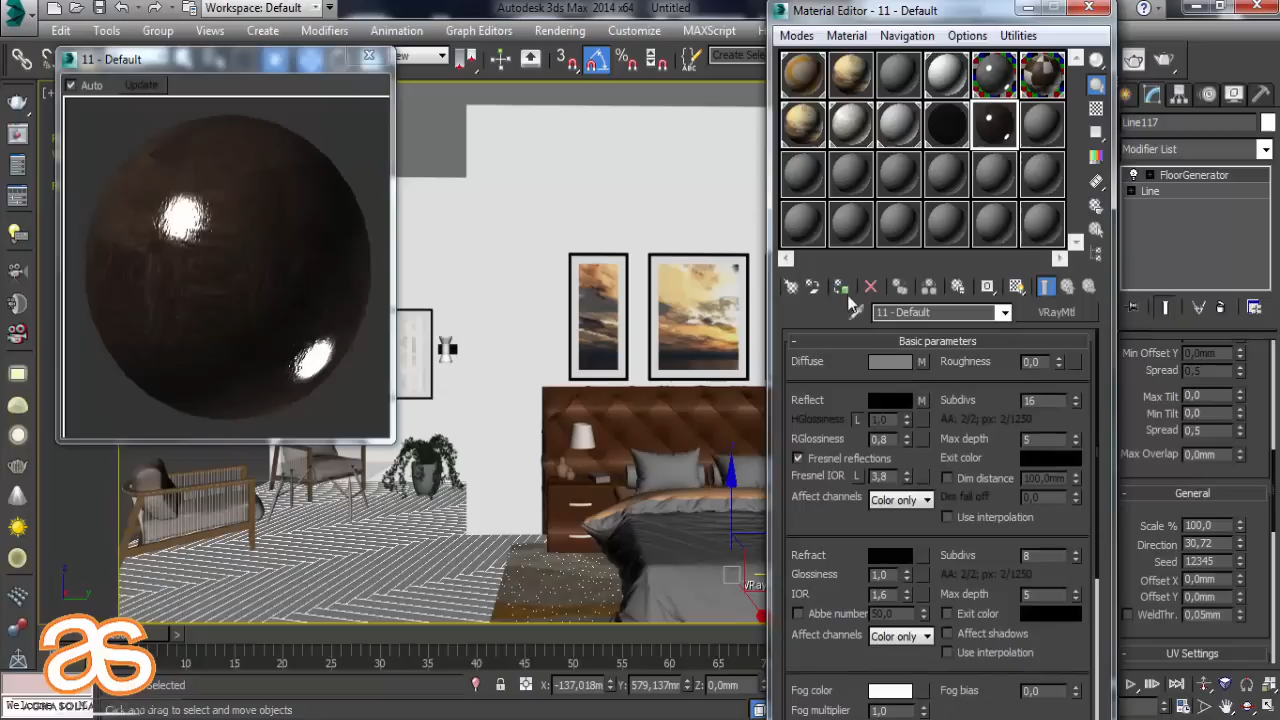 Workspace: Default
Autodesk 3ds Max 2014 x64
Untitled
Edit
Tools
Group
Views
Create
Modifiers
Animation
Graph Editors
Rendering
Customize
MAXScript
View
3
%
Create Sele
11 - Default
Auto
Update
Material Editor - 11 - Default
Modes
Material
Navigation
Options
Utilities
11 - Default
VRayMtl
Basic parameters
Diffuse
M
Roughness
0,0
Reflect
M
Subdivs
16
HGlossiness
L
1,0
AA: 2/2; px: 2/1250
RGlossiness
0,8
Max depth
5
Fresnel reflections
Exit color
Fresnel IOR
L
3,8
Dim distance
100,0mm
Affect channels
Color only
Dim fall off
0,0
Use interpolation
Refract
Subdivs
8
Glossiness
1,0
AA: 2/2; px: 2/1250
IOR
1,6
Max depth
5
Abbe number
50,0
Exit color
Affect channels
Color only
Affect shadows
Use interpolation
Fog color
Fog bias
0,0
Fog multiplier
1,0
Line117
Modifier List
FloorGenerator
Line
Min Offset Y
0,0mm
Spread
0,5
Max Tilt
0,0
Min Tilt
0,0
Spread
0,5
Max Overlap
0,0mm
General
Scale %
100,0
Direction
30,72
Seed
12345
Offset X
0,0mm
Offset Y
0,0mm
WeldThr.
0,05mm
UV Settings
VRay
as
10
15
20
25
30
35
40
45
50
55
60
65
Selected
X:
-137,018m
Y:
579,137m
Z:
0,0mm
Click and drag to select and move objects